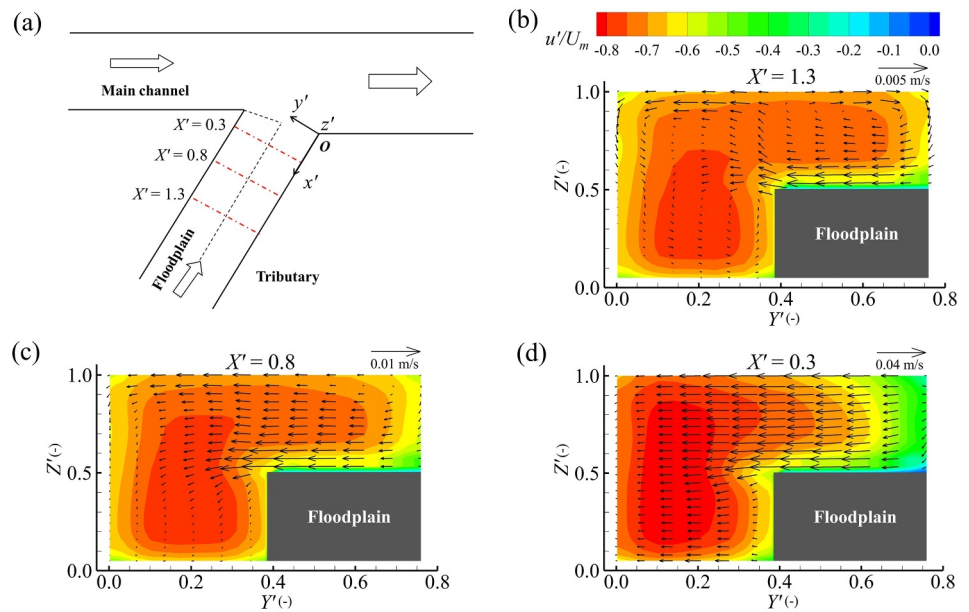 (a)
Main channel
y'
z'
O
x'
X' = 0.3
X' = 0.8
X' = 1.3
Floodplain
Tributary
(b)
u'/Um
-0.8 -0.7 -0.6 -0.5 -0.4 -0.3 -0.2 -0.1 0.0
X' = 1.3
0.005 m/s
1.0
Z'(-)
0.5
0.0
Floodplain
0.0 0.2 0.4 0.6 0.8
Y'(-)
(c)
X' = 0.8
0.01 m/s
1.0
Z'(-)
0.5
0.0
Floodplain
0.0 0.2 0.4 0.6 0.8
Y'(-)
(d)
X' = 0.3
0.04 m/s
1.0
Z'(-)
0.5
0.0
Floodplain
0.0 0.2 0.4 0.6 0.8
Y'(-)